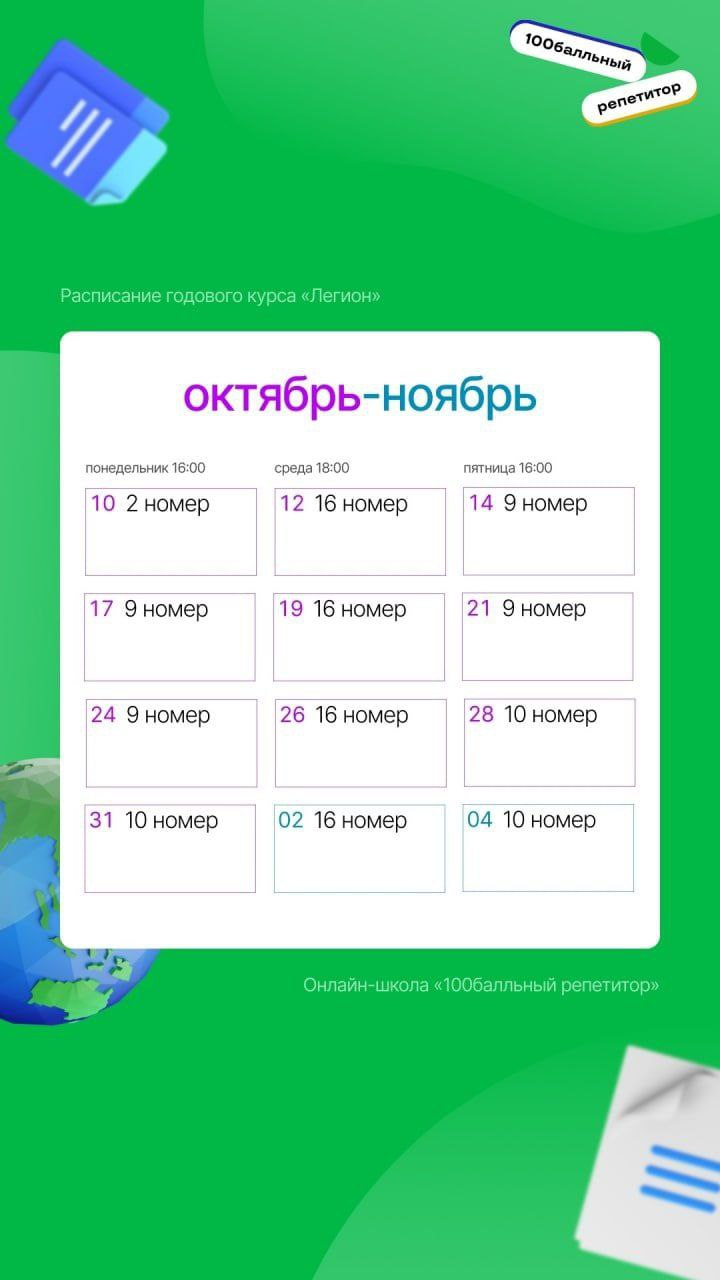 100балльный
репетитор
Расписание годового курса «Легион»
октябрь-ноябрь
понедельник 16:00 среда 18:00 пятница 16:00
10 2 номер 12 16 номер 14 9 номер
17 9 номер 19 16 номер 21 9 номер
24 9 номер 26 16 номер 28 10 номер
31 10 номер 02 16 номер 04 10 номер
Онлайн-школа «100балльный репетитор»